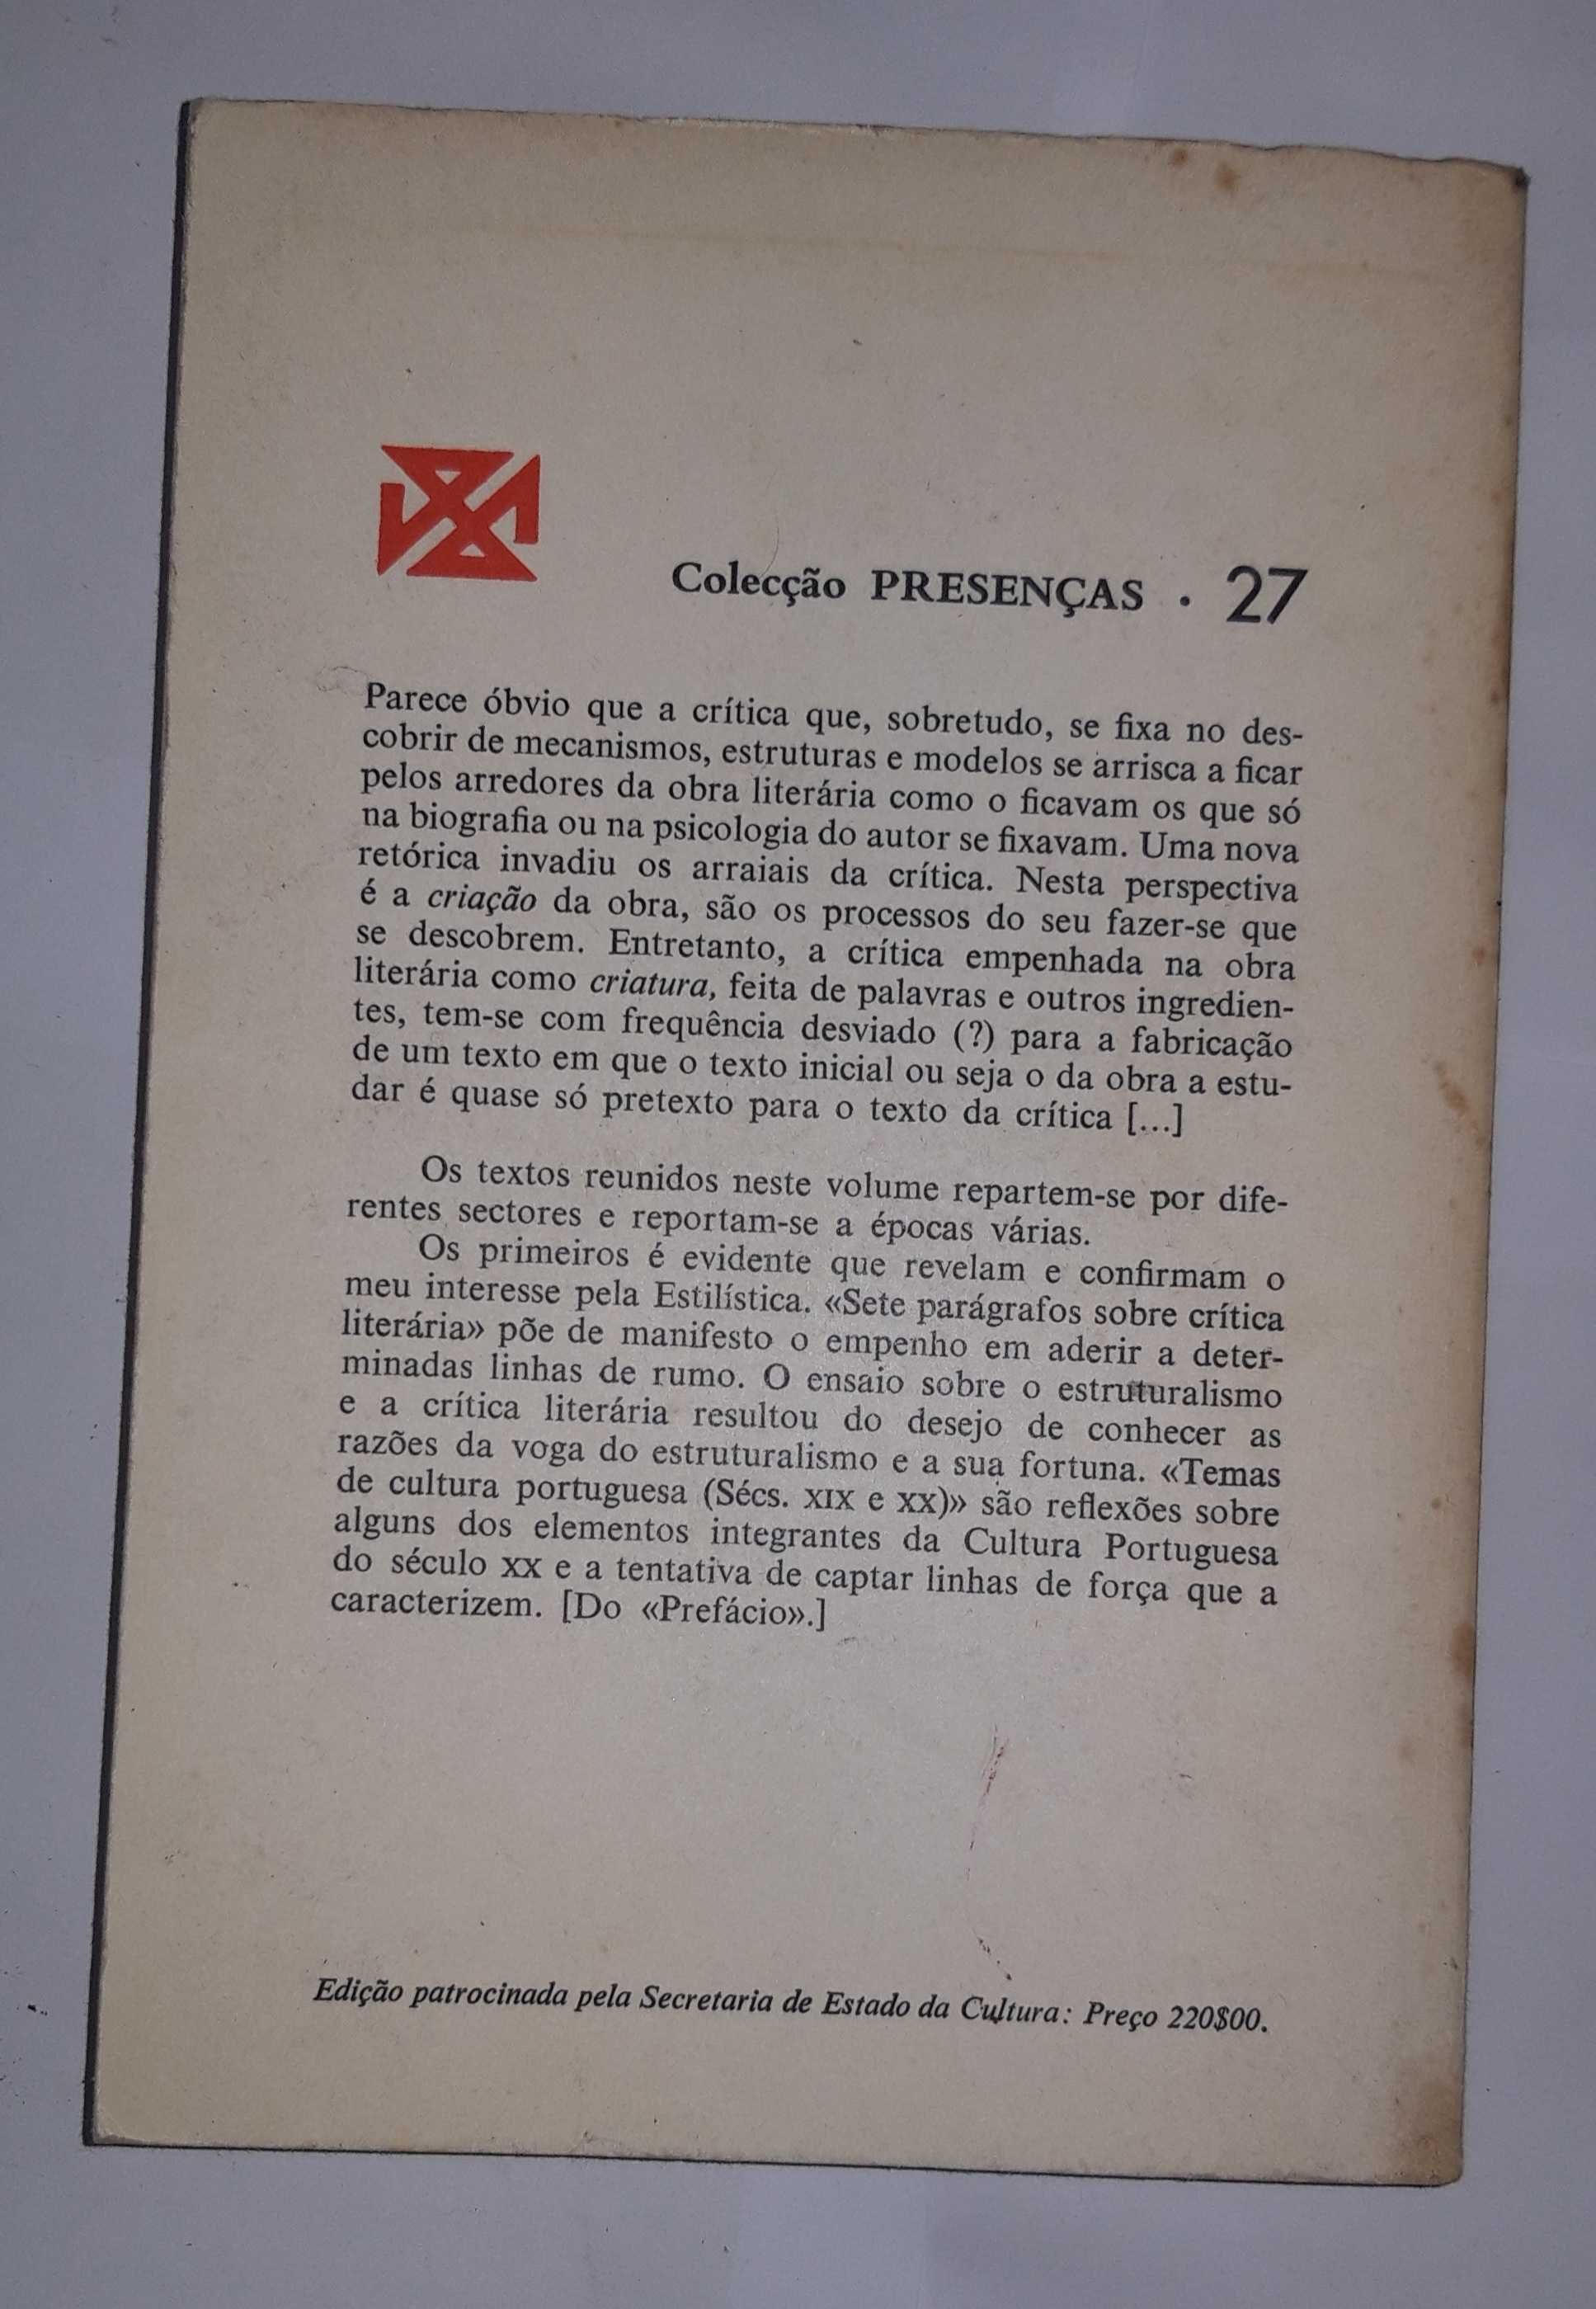 Colecção PRESENÇAS . 27
Parece óbvio que a crítica que, sobretudo, se fixa no des-
cobrir de mecanismos, estruturas e modelos se arrisca a ficar
pelos arredores da obra literária como o ficavam os que só
na biografia ou na psicologia do autor se fixavam. Uma nova
retórica invadiu os arraiais da crítica. Nesta perspectiva
é a criação da obra, são os processos do seu fazer-se que
se descobrem. Entretanto, a crítica empenhada na obra
literária como criatura, feita de palavras e outros ingredien-
tes, tem-se com frequência desviado (?) para a fabricação
de um texto em que o texto inicial ou seja o da obra a estu-
dar é quase só pretexto para o texto da crítica [...]
Os textos reunidos neste volume repartem-se por dife-
rentes sectores e reportam-se a épocas várias.
Os primeiros é evidente que revelam e confirmam o
meu interesse pela Estilística. «Sete parágrafos sobre crítica
literária» põe de manifesto o empenho em aderir a deter-
minadas linhas de rumo. O ensaio sobre o estruturalismo
e a crítica literária resultou do desejo de conhecer as
razões da voga do estruturalismo e a sua fortuna. «Temas
de cultura portuguesa (Sécs. XIX e XX)» são reflexões sobre
alguns dos elementos integrantes da Cultura Portuguesa
do século XX e a tentativa de captar linhas de força que a
caracterizem. [Do «Prefácio».]
Edição patrocinada pela Secretaria de Estado da Cultura: Preço 220$00.